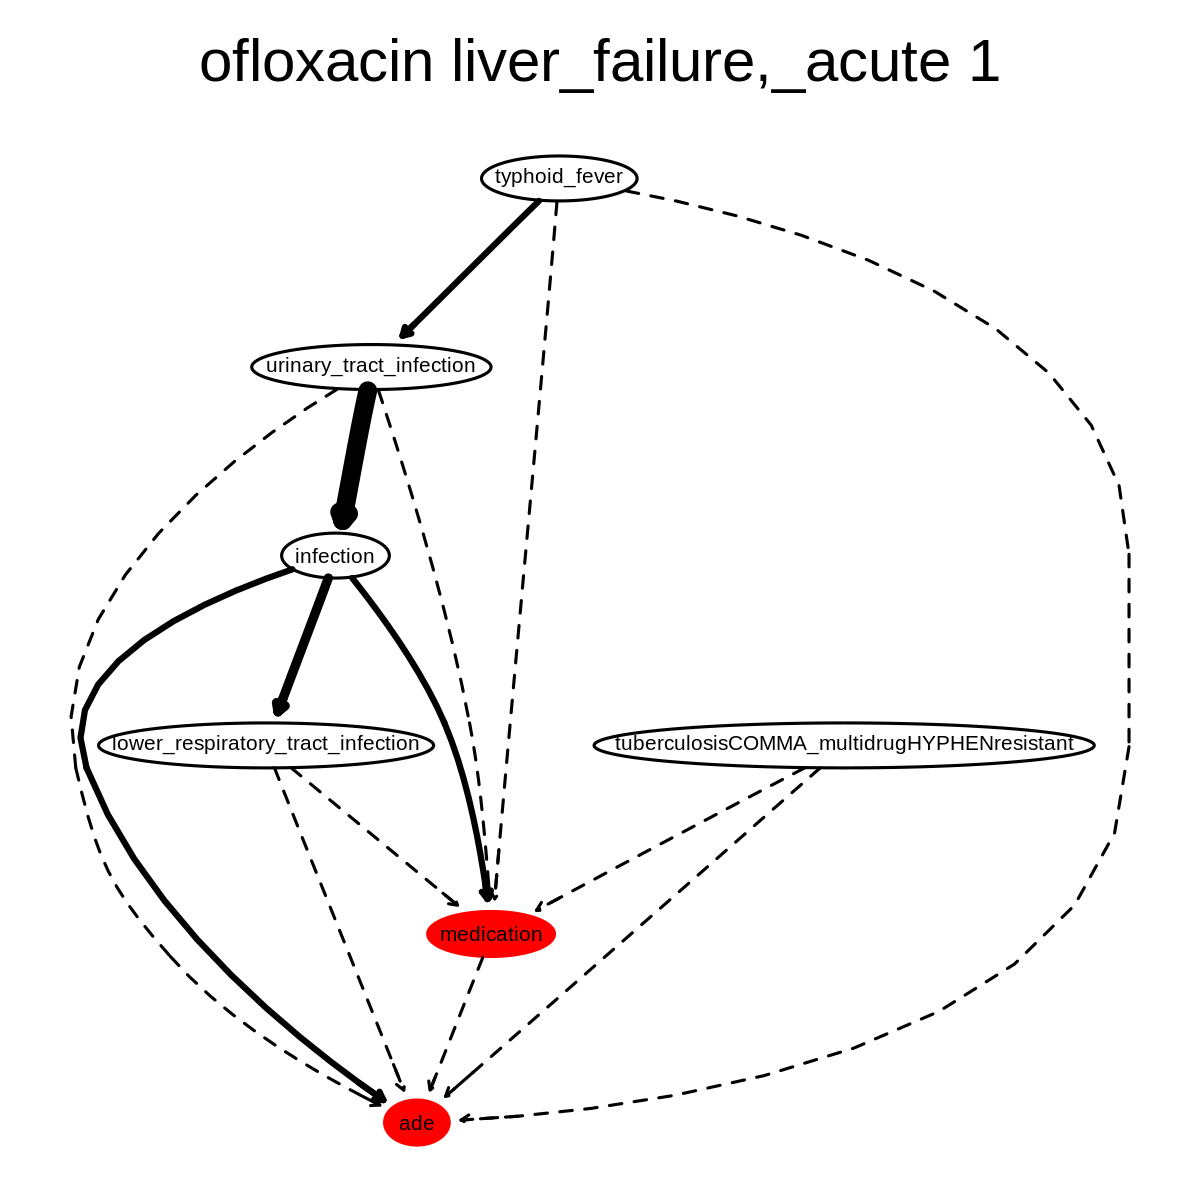 ofloxacin liver_failure,_acute 1
typhoid_fever
urinary_tract_infection
infection
lower_respiratory_tract_infection
tuberculosisCOMMA_multidrugHYPHENresistant
medication
ade